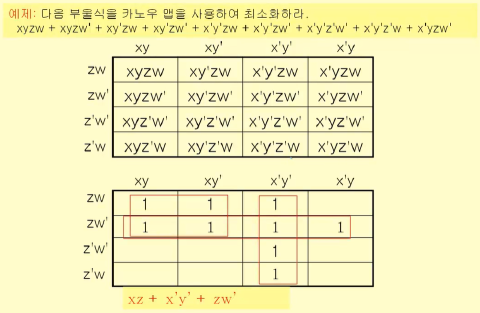 예제: 다음 부울식을 카노우 맵을 사용하여 최소화하라.
xyzw + xyzw' + xy'zw + xy'zw' + x'y'zw + x'y'zw' + x'y'z'w' + x'y'z'w + x'yzw'
xy xy' x'y' x'y
zw xyzw xy'zw x'y'zw x'yzw
zw' xyzw' xy'zw' x'y'zw' x'yzw'
z'w' xyz'w' xy'z'w' x'y'z'w' x'yz'w'
z'w xyz'w xy'z'w x'y'z'w x'yz'w
xy xy' x'y' x'y
zw 1 1 1
zw' 1 1 1 1
z'w' 1
z'w 1
xz + x'y' + zw'